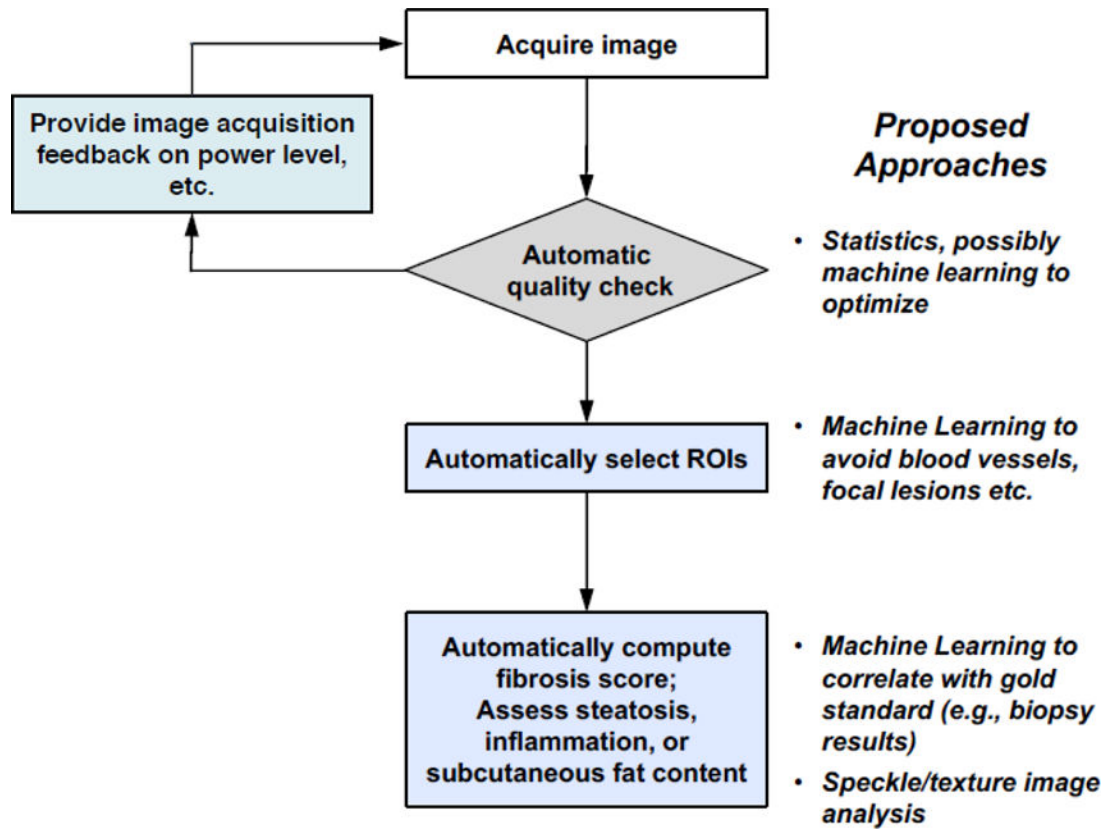 Acquire image
Provide image acquisition
feedback on power level,
etc.
Proposed
Approaches
Automatic
quality check
• Statistics, possibly
machine learning to
optimize
Automatically select ROIs
• Machine Learning to
avoid blood vessels,
focal lesions etc.
Automatically compute
fibrosis score;
Assess steatosis,
inflammation, or
subcutaneous fat content
• Machine Learning to
correlate with gold
standard (e.g., biopsy
results)
• Speckle/texture image
analysis